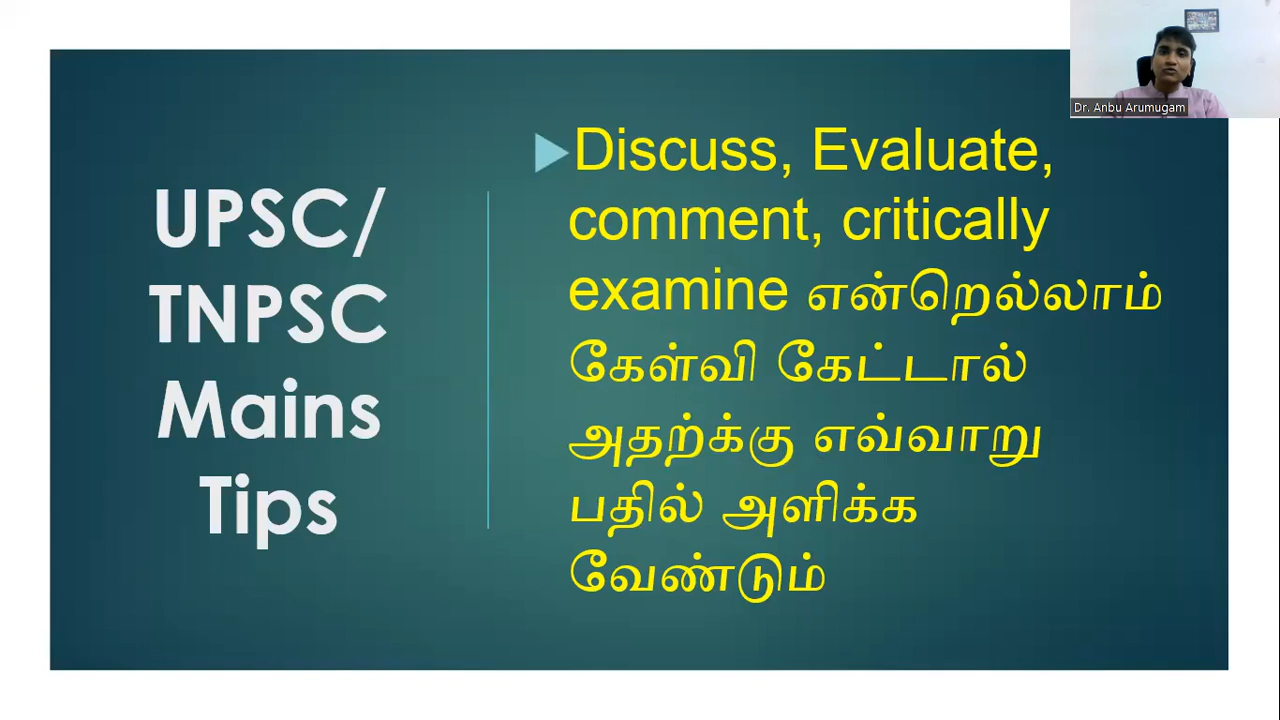 UPSC/
TNPSC
Mains
Tips
Discuss, Evaluate,
comment, critically
examine என்றெல்லாம்
கேள்வி கேட்டால்
அதற்க்கு எவ்வாறு
பதில் அளிக்க
வேண்டும்
Dr. Anbu Arumugam